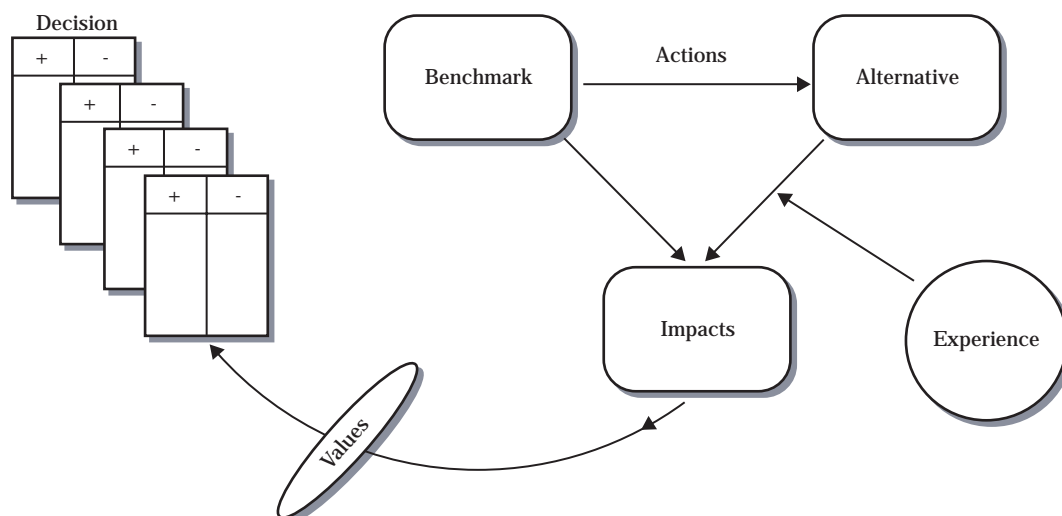 Decision
+ -
+ -
+ -
+ -
Benchmark
Actions
Alternative
Impacts
Experience
Values